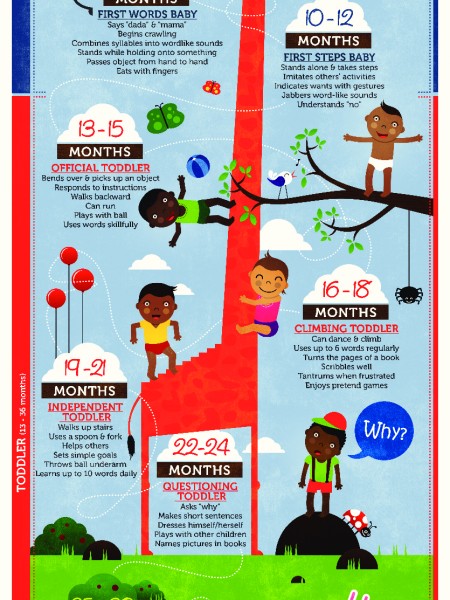 MONTHS
FIRST WORDS BABY
Says "dada" & "mama"
Begins crawling
Combines syllables into wordlike sounds
Stands while holding onto something
Passes object from hand to hand
Eats with fingers
10-12
MONTHS
FIRST STEPS BABY
Stands alone & takes steps
Imitates others' activities
Indicates wants with gestures
Jabbers word-like sounds
Understands "no"
13-15
MONTHS
OFFICIAL TODDLER
Bends over & picks up an object
Responds to instructions
Walks backward
Can run
Plays with ball
Uses words skillfully
16-18
MONTHS
CLIMBING TODDLER
Can dance & climb
Uses up to 6 words regularly
Turns the pages of a book
Scribbles well
Tantrums when frustrated
Enjoys pretend games
19-21
MONTHS
INDEPENDENT
TODDLER
Walks up stairs
Uses a spoon & fork
Helps others
Sets simple goals
Throws ball underarm
Learns up to 10 words daily
22-24
MONTHS
QUESTIONING
TODDLER
Asks "why"
Makes short sentences
Dresses himself/herself
Plays with other children
Names pictures in books
Why?
TODDLER (13 - 36 months)